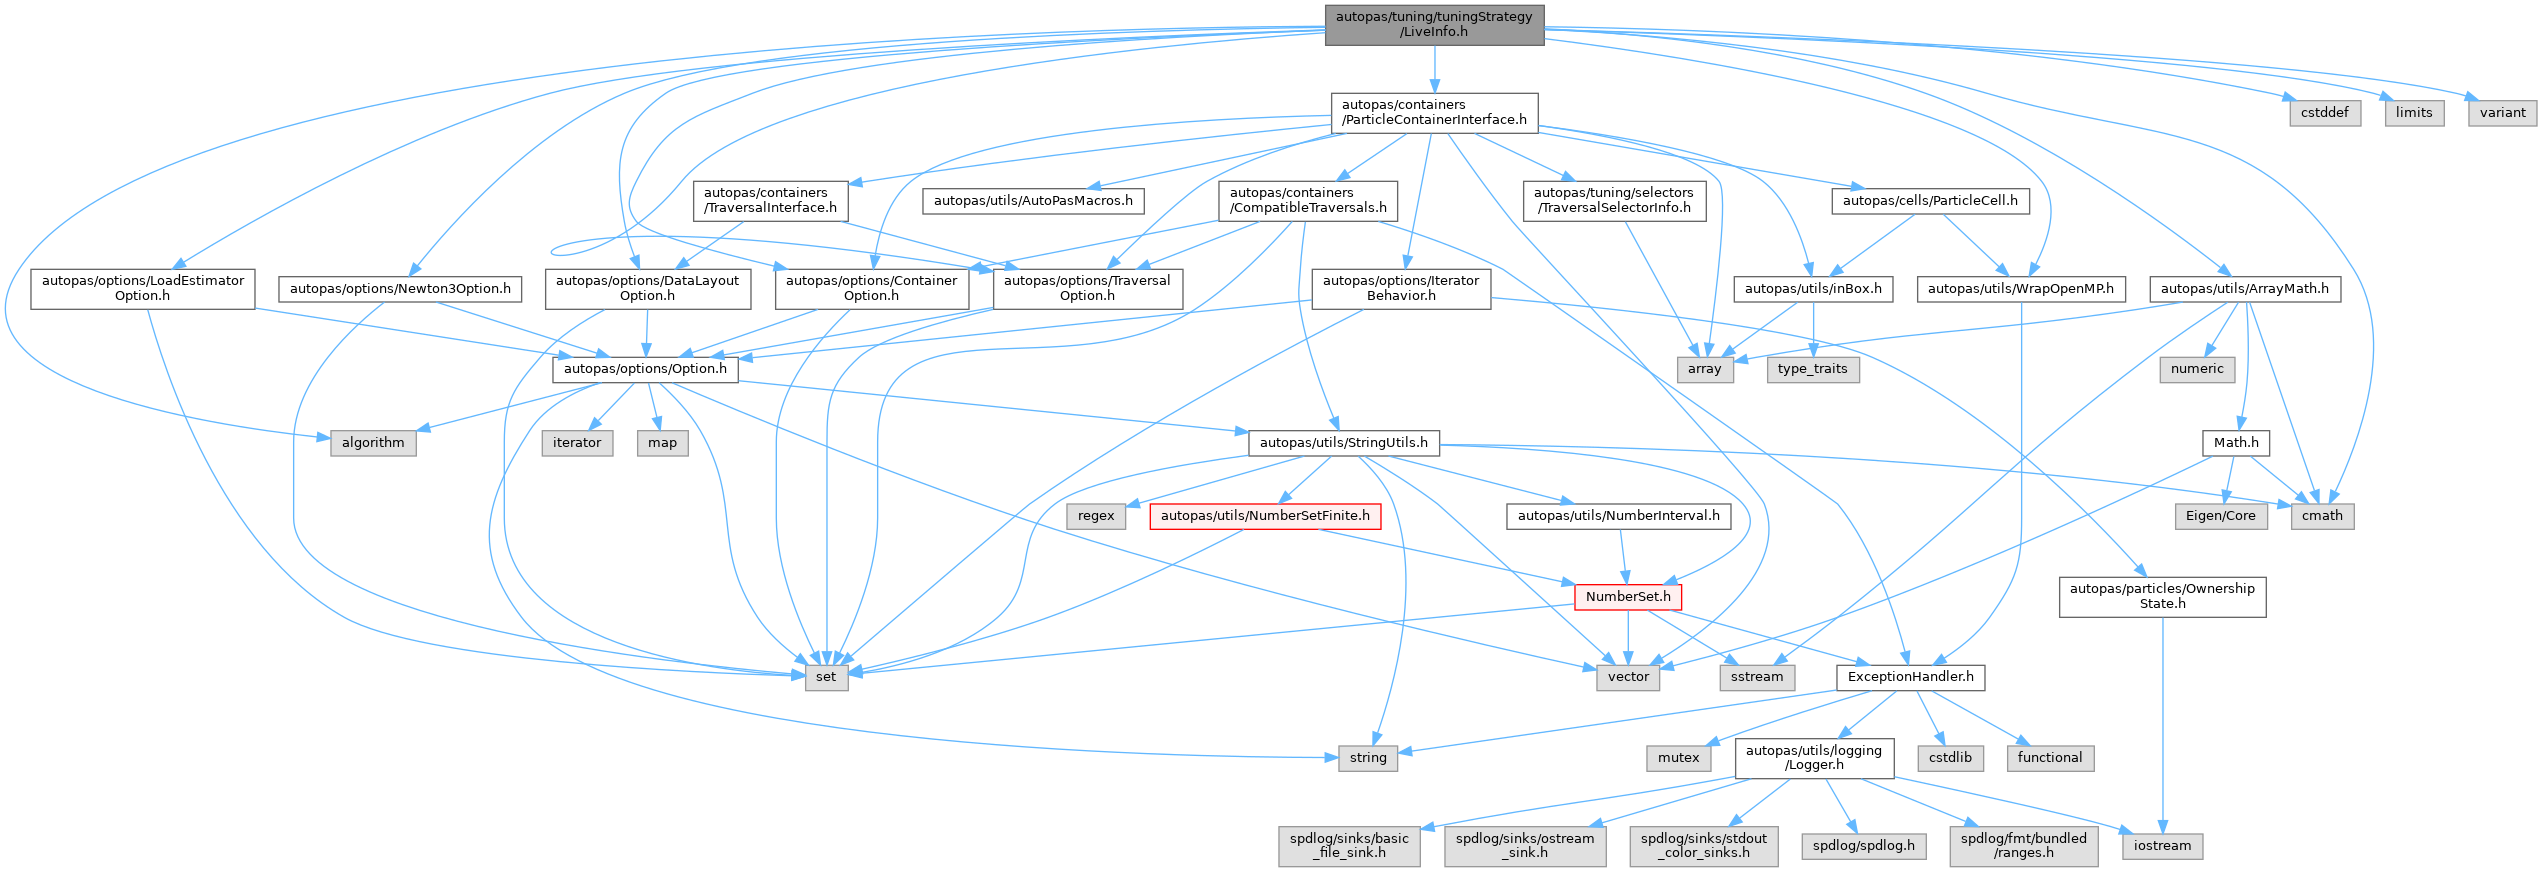 autopas/tuning/tuningStrategy
/LiveInfo.h
autopas/containers
/ParticleContainerInterface.h
cstddef
limits
variant
autopas/containers
/TraversalInterface.h
autopas/utils/AutoPasMacros.h
autopas/containers
/CompatibleTraversals.h
autopas/tuning/selectors
/TraversalSelectorInfo.h
autopas/cells/ParticleCell.h
autopas/options/LoadEstimator
Option.h
autopas/options/Newton3Option.h
autopas/options/DataLayout
Option.h
autopas/options/Container
Option.h
autopas/options/Traversal
Option.h
autopas/options/Iterator
Behavior.h
autopas/utils/inBox.h
autopas/utils/WrapOpenMP.h
autopas/utils/ArrayMath.h
autopas/options/Option.h
array
type_traits
numeric
algorithm
iterator
map
autopas/utils/StringUtils.h
Math.h
regex
autopas/utils/NumberSetFinite.h
autopas/utils/NumberInterval.h
Eigen/Core
cmath
NumberSet.h
autopas/particles/Ownership
State.h
set
vector
sstream
ExceptionHandler.h
string
mutex
autopas/utils/logging
/Logger.h
cstdlib
functional
spdlog/sinks/basic
_file_sink.h
spdlog/sinks/ostream
_sink.h
spdlog/sinks/stdout
_color_sinks.h
spdlog/spdlog.h
spdlog/fmt/bundled
/ranges.h
iostream